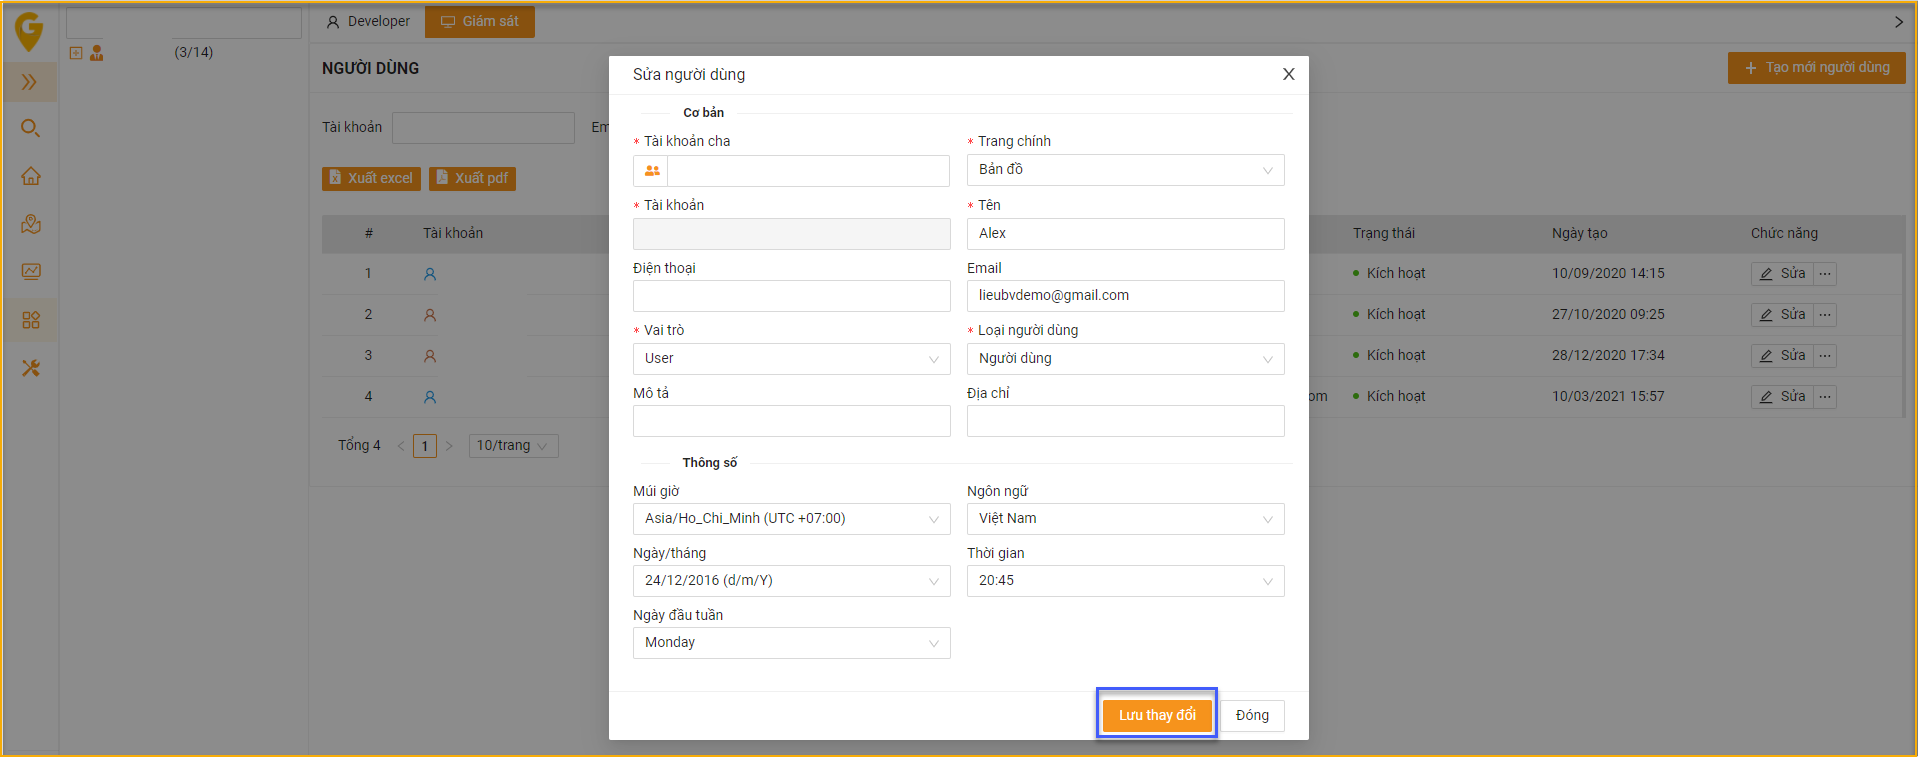 G
(3/14)
Developer
Giám sát
NGƯỜI DÙNG
+ Tạo mới người dùng
Tài khoản
Em
Xuất excel
Xuất pdf
# Tài khoản Trạng thái Ngày tạo Chức năng
1 Kích hoạt 10/09/2020 14:15 Sửa ...
2 Kích hoạt 27/10/2020 09:25 Sửa ...
3 Kích hoạt 28/12/2020 17:34 Sửa ...
4 om Kích hoạt 10/03/2021 15:57 Sửa ...
Tổng 4 < 1 > 10/trang
Sửa người dùng X
Cơ bản
* Tài khoản cha
* Trang chính
Bản đồ
* Tài khoản
* Tên
Alex
Điện thoại
Email
lieubvdemo@gmail.com
* Vai trò
User
* Loại người dùng
Người dùng
Mô tả
Địa chỉ
Thông số
Múi giờ
Asia/Ho_Chi_Minh (UTC +07:00)
Ngôn ngữ
Việt Nam
Ngày/tháng
24/12/2016 (d/m/Y)
Thời gian
20:45
Ngày đầu tuần
Monday
Lưu thay đổi
Đóng